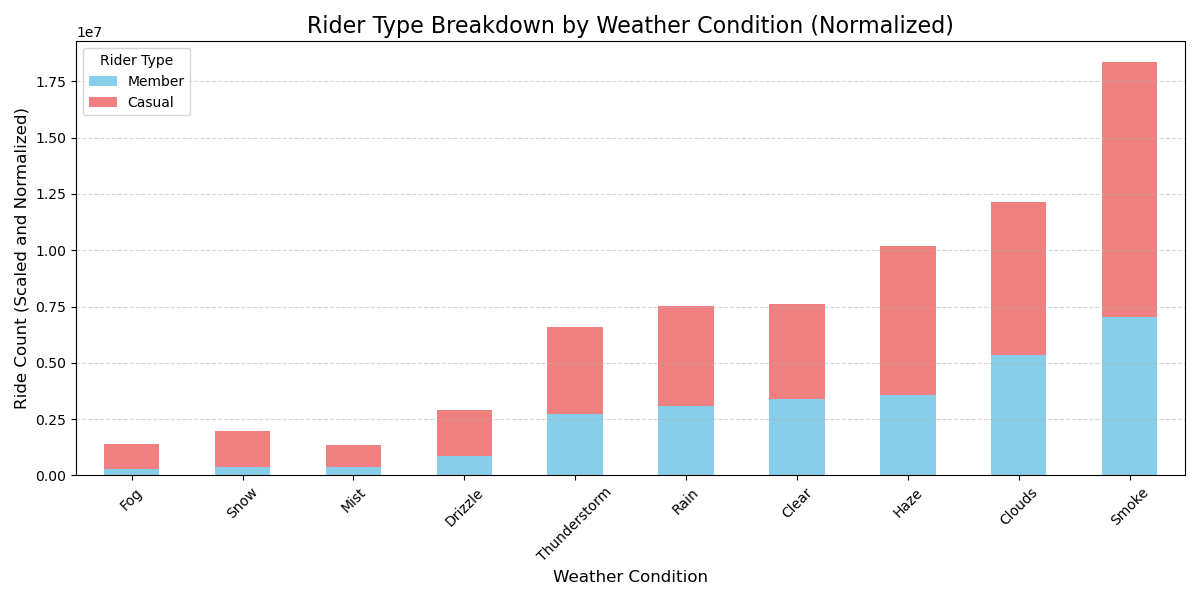 Rider Type Breakdown by Weather Condition (Normalized)
1e7
Rider Type
Member
Casual
1.75
1.50
1.25
1.00
0.75
0.50
0.25
0.00
Ride Count (Scaled and Normalized)
Fog
Snow
Mist
Drizzle
Thunderstorm
Rain
Clear
Haze
Clouds
Smoke
Weather Condition